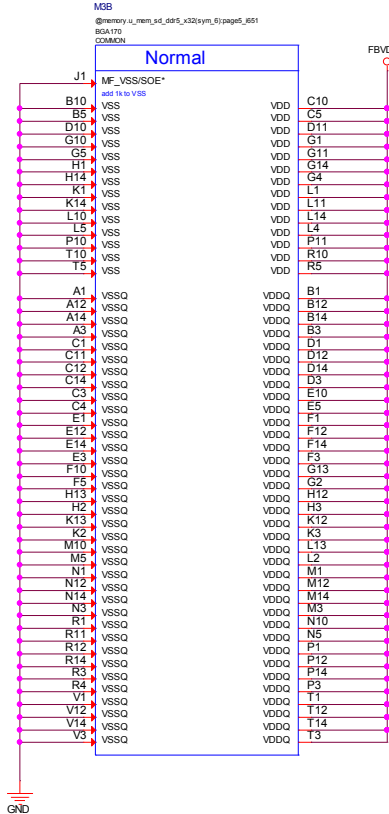 M3B
@memory.u_mem_sd_ddr5_x32(sym_6):page5_i651
BGA170
COMMON
Normal
FBVD
J1 MF_VSS/SOE*
add 1k to VSS
B10 VSS VDD C10
B5 VSS VDD C5
D10 VSS VDD D11
G10 VSS VDD G1
G5 VSS VDD G11
H1 VSS VDD G14
H14 VSS VDD G4
K1 VSS VDD L1
K14 VSS VDD L11
L10 VSS VDD L14
L5 VSS VDD L4
P10 VSS VDD P11
T10 VSS VDD R10
T5 VSS VDD R5
A1 VSSQ VDDQ B1
A12 VSSQ VDDQ B12
A14 VSSQ VDDQ B14
A3 VSSQ VDDQ B3
C1 VSSQ VDDQ D1
C11 VSSQ VDDQ D12
C12 VSSQ VDDQ D14
C14 VSSQ VDDQ D3
C3 VSSQ VDDQ E10
C4 VSSQ VDDQ E5
E1 VSSQ VDDQ F1
E12 VSSQ VDDQ F12
E14 VSSQ VDDQ F14
E3 VSSQ VDDQ F3
F10 VSSQ VDDQ G13
F5 VSSQ VDDQ G2
H13 VSSQ VDDQ H12
H2 VSSQ VDDQ H3
K13 VSSQ VDDQ K12
K2 VSSQ VDDQ K3
M10 VSSQ VDDQ L13
M5 VSSQ VDDQ L2
N1 VSSQ VDDQ M1
N12 VSSQ VDDQ M12
N14 VSSQ VDDQ M14
N3 VSSQ VDDQ M3
R1 VSSQ VDDQ N10
R11 VSSQ VDDQ N5
R12 VSSQ VDDQ P1
R14 VSSQ VDDQ P12
R3 VSSQ VDDQ P14
R4 VSSQ VDDQ P3
V1 VSSQ VDDQ T1
V12 VSSQ VDDQ T12
V14 VSSQ VDDQ T14
V3 VSSQ VDDQ T3
GND